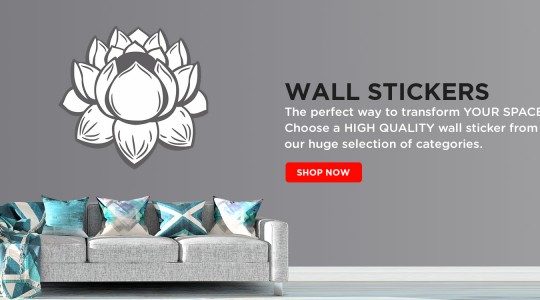 WALL STICKERS
The perfect way to transform YOUR SPACE
Choose a HIGH QUALITY wall sticker from
our huge selection of categories.
SHOP NOW